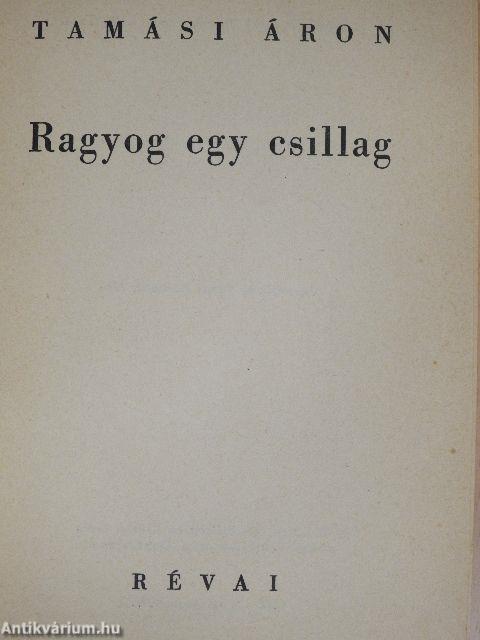 TAMÁSI ÁRON
Ragyog egy csillag
RÉVAI
Antikvárium.hu